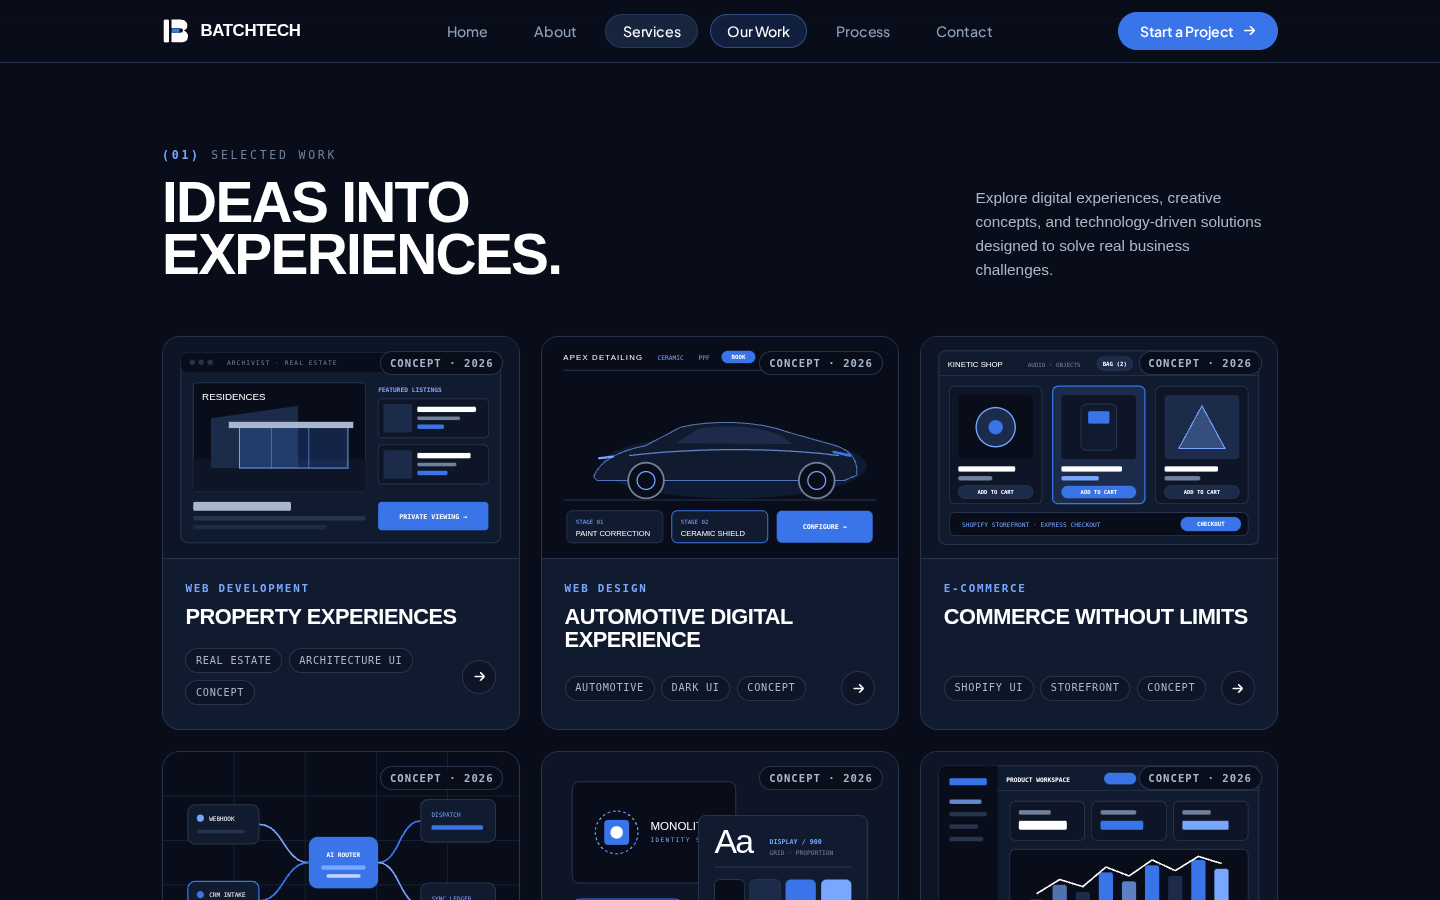 BATCHTECH
Home
About
Services
Our Work
Process
Contact
Start a Project
(01) SELECTED WORK
IDEAS INTO
EXPERIENCES.
Explore digital experiences, creative
concepts, and technology-driven solutions
designed to solve real business
challenges.
ARCHIVIST · REAL ESTATE
CONCEPT · 2026
RESIDENCES
FEATURED LISTINGS
PRIVATE VIEWING →
WEB DEVELOPMENT
PROPERTY EXPERIENCES
REAL ESTATE
ARCHITECTURE UI
CONCEPT
APEX DETAILING
CERAMIC
PPF
BOOK
CONCEPT · 2026
STAGE 01
PAINT CORRECTION
STAGE 02
CERAMIC SHIELD
CONFIGURE →
WEB DESIGN
AUTOMOTIVE DIGITAL
EXPERIENCE
AUTOMOTIVE
DARK UI
CONCEPT
KINETIC SHOP
AUDIO · OBJECTS
BAG (2)
CONCEPT · 2026
ADD TO CART
ADD TO CART
ADD TO CART
SHOPIFY STOREFRONT · EXPRESS CHECKOUT
CHECKOUT
E-COMMERCE
COMMERCE WITHOUT LIMITS
SHOPIFY UI
STOREFRONT
CONCEPT
CONCEPT · 2026
WEBHOOK
DISPATCH
AI ROUTER
CRM INTAKE
SYNC LEDGER
CONCEPT · 2026
MONOLI
IDENTITY S
Aa
DISPLAY / 900
GRID · PROPORTION
PRODUCT WORKSPACE
CONCEPT · 2026